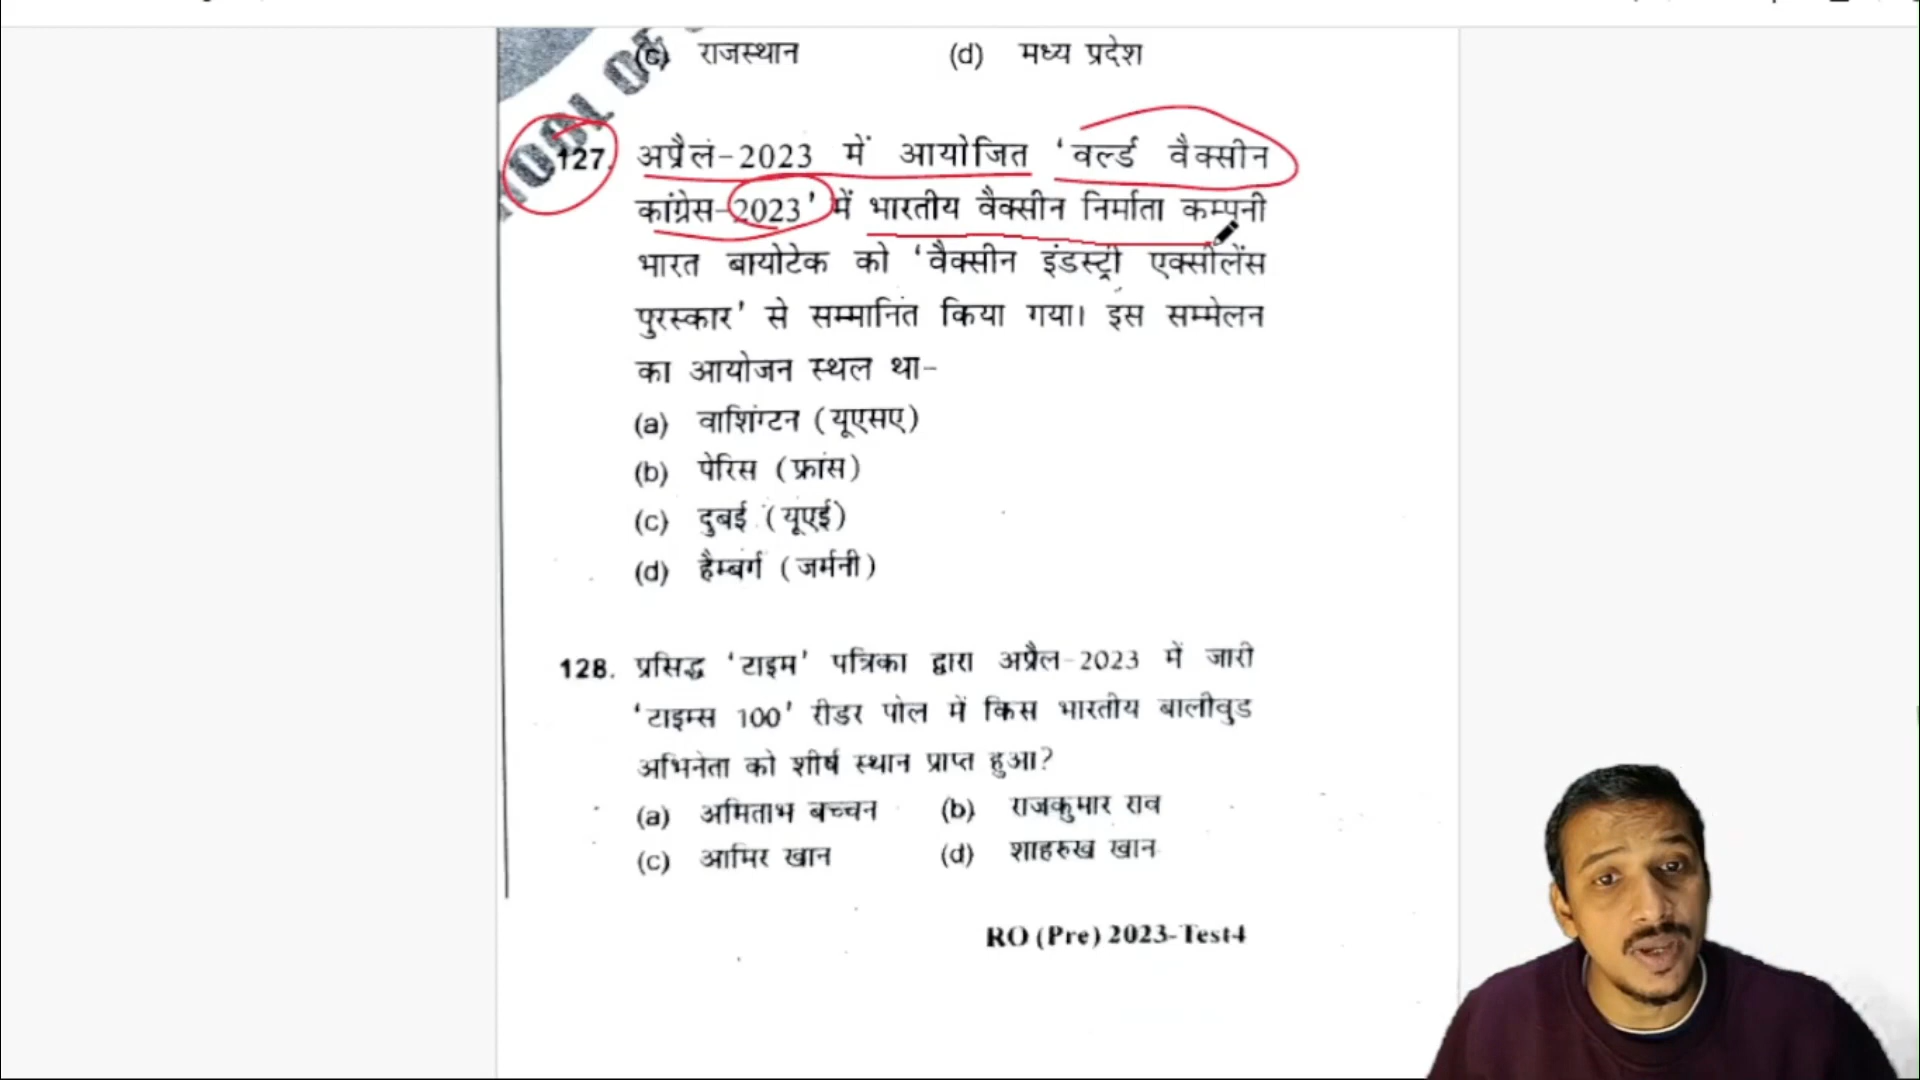 (c) राजस्थान (d) मध्य प्रदेश
127. अप्रैल-2023 में आयोजित 'वर्ल्ड वैक्सीन
कांग्रेस-2023' में भारतीय वैक्सीन निर्माता कम्पनी
भारत बायोटेक को 'वैक्सीन इंडस्ट्री एक्सीलेंस
पुरस्कार' से सम्मानित किया गया। इस सम्मेलन
का आयोजन स्थल था-
(a) वाशिंग्टन (यूएसए)
(b) पेरिस (फ्रांस)
(c) दुबई (यूएई)
(d) हैम्बर्ग (जर्मनी)
128. प्रसिद्ध 'टाइम' पत्रिका द्वारा अप्रैल-2023 में जारी
'टाइम्स 100' रीडर पोल में किस भारतीय बालीवुड
अभिनेता को शीर्ष स्थान प्राप्त हुआ?
(a) अमिताभ बच्चन (b) राजकुमार राव
(c) आमिर खान (d) शाहरुख खान
RO (Pre) 2023-Test4